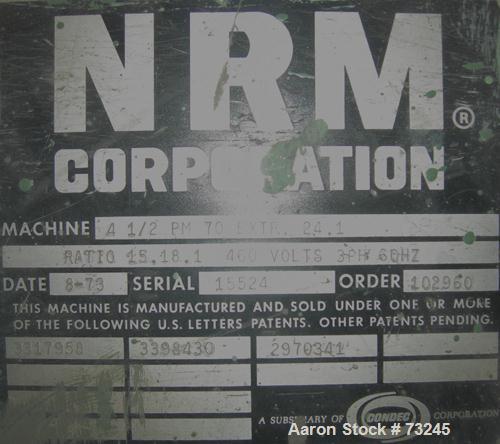 NRM®
CORPORATION
MACHINE 4 1/2 PM 70 EXTR. 24.1
RATIO 15.18.1 460 VOLTS 3PH 60HZ
DATE 8-73 SERIAL 15524 ORDER 102960
THIS MACHINE IS MANUFACTURED AND SOLD UNDER ONE OR MORE
OF THE FOLLOWING U.S. LETTERS PATENTS. OTHER PATENTS PENDING.
3317958 3398430 2970341
A SUBSIDIARY OF CONDEC CORPORATION
Aaron Stock # 73245